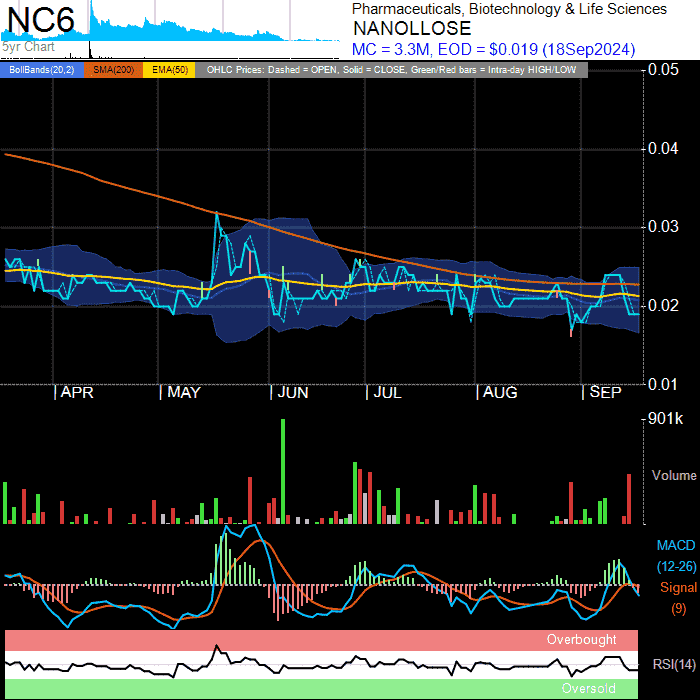 NC6
5yr Chart
Pharmaceuticals, Biotechnology & Life Sciences
NANOLLOSE
MC = 3.3M, EOD = $0.019 (18Sep2024)
BollBands(20,2) SMA(200) EMA(50) OHLC Prices: Dashed = OPEN, Solid = CLOSE, Green/Red bars = Intra-day HIGH/LOW
0.05
0.04
0.03
0.02
0.01
APR MAY JUN JUL AUG SEP
901k
Volume
MACD
(12-26)
Signal
(9)
Overbought
RSI(14)
Oversold